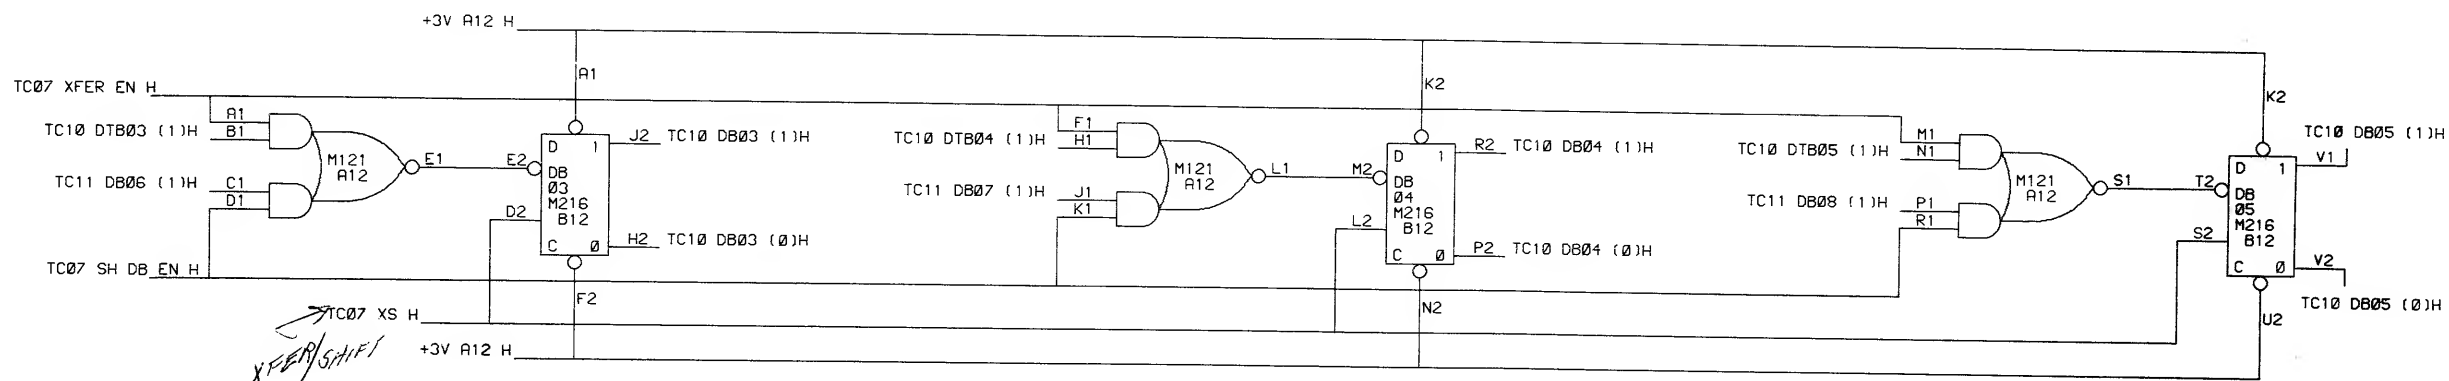 +3V A12 H
A1
K2
K2
TC07 XFER EN H
A1
TC10 DTB03 (1)H
B1
M121
A12
TC11 DB06 (1)H
C1
D1
E1
E2
D 1
DB
03
M216
B12
C 0
D2
J2
TC10 DB03 (1)H
H2
TC10 DB03 (0)H
F2
F1
TC10 DTB04 (1)H
H1
M121
A12
TC11 DB07 (1)H
J1
K1
L1
M2
D 1
DB
04
M216
B12
C 0
L2
R2
TC10 DB04 (1)H
P2
TC10 DB04 (0)H
N2
M1
TC10 DTB05 (1)H
N1
M121
A12
TC11 DB08 (1)H
P1
R1
S1
T2
D 1
DB
05
M216
B12
C 0
S2
TC10 DB05 (1)H
V1
V2
TC10 DB05 (0)H
U2
TC07 SH DB EN H
TC07 XS H
XFER/SHIFT
+3V A12 H